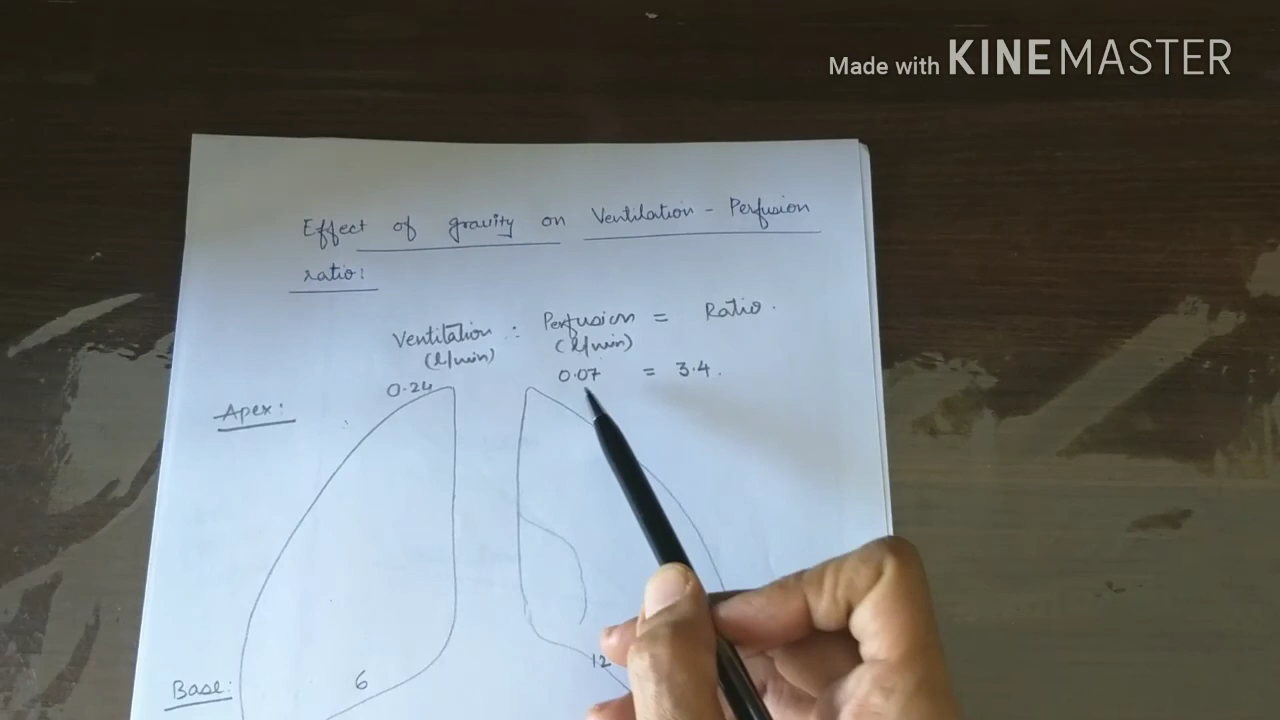 Made with KINEMASTER
Effect of gravity on Ventilation - Perfusion
ratio:
Ventilation : Perfusion = Ratio.
(l/min) (l/min)
0.24 0.07 = 3.4.
Apex:
12
Base: 6